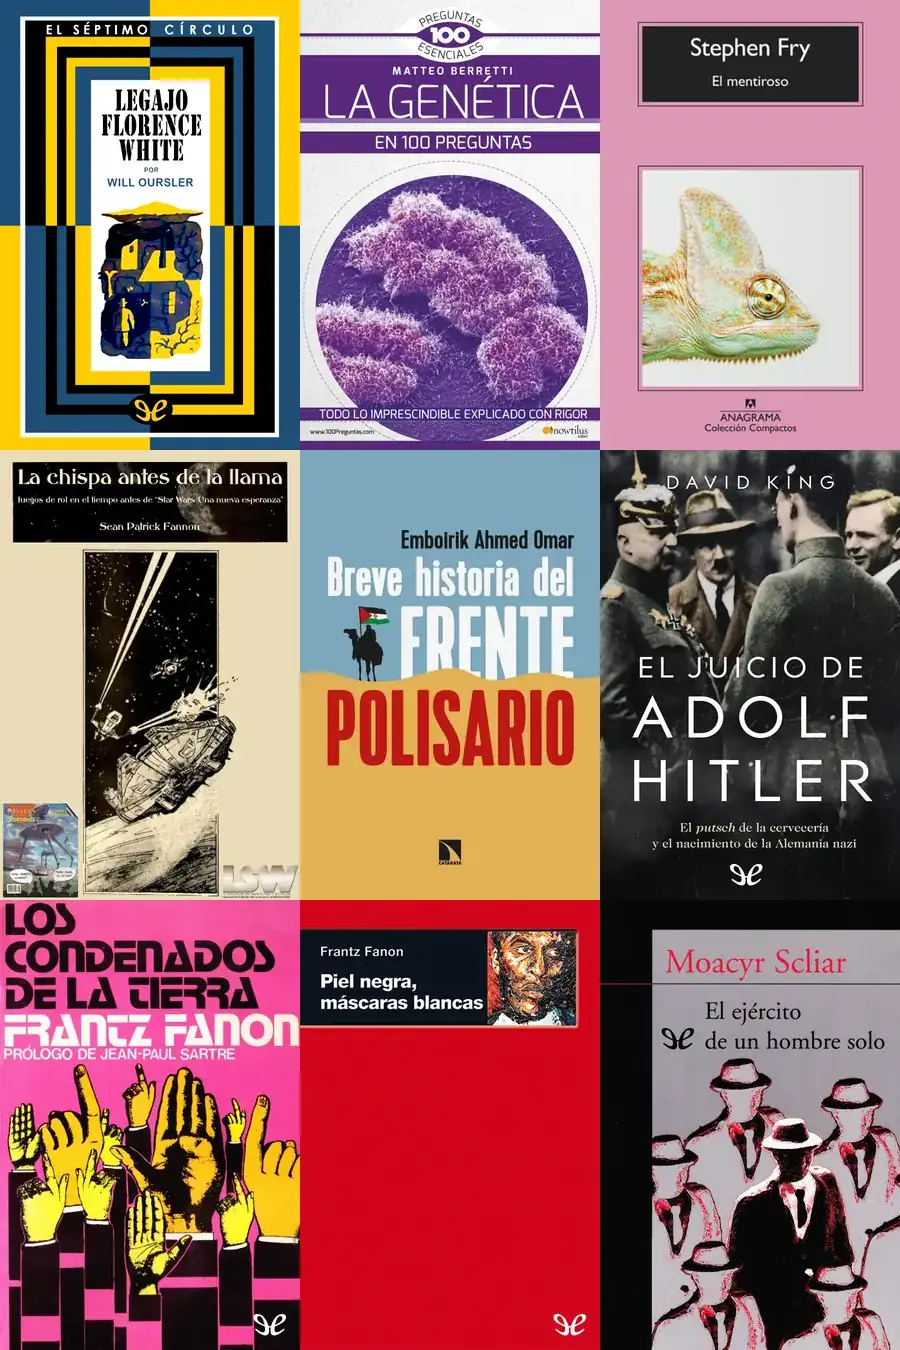 EL SÉPTIMO CÍRCULO
LEGAJO
FLORENCE
WHITE
POR
WILL OURSLER
PREGUNTAS
100
ESENCIALES
MATTEO BERRETTI
LA GENÉTICA
EN 100 PREGUNTAS
TODO LO IMPRESCINDIBLE EXPLICADO CON RIGOR
www.100Preguntas.com
nowtilus
saber
Stephen Fry
El mentiroso
ANAGRAMA
Colección Compactos
La chispa antes de la llama
Juegos de rol en el tiempo antes de "Star Wars: Una nueva esperanza"
Sean Patrick Fannon
LSW
Emboirik Ahmed Omar
Breve historia del
FRENTE
POLISARIO
CATARATA
DAVID KING
EL JUICIO DE
ADOLF
HITLER
El putsch de la cervecería
y el nacimiento de la Alemania nazi
LOS
CONDENADOS
DE LA TIERRA
FRANTZ FANON
PRÓLOGO DE JEAN-PAUL SARTRE
Frantz Fanon
Piel negra,
máscaras blancas
Moacyr Scliar
El ejército
de un hombre solo